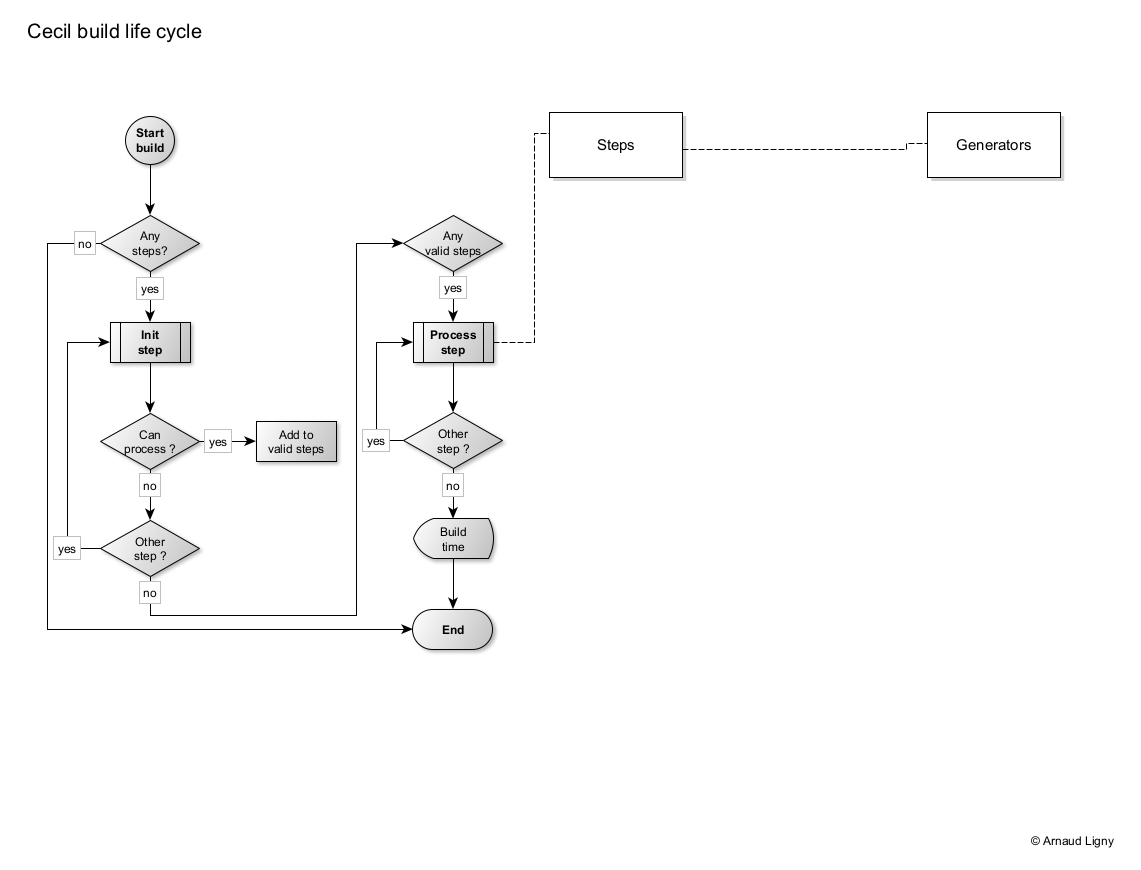 Cecil build life cycle
Start
build
Any
steps?
no
yes
Init
step
Can
process ?
yes
Add to
valid steps
no
Other
step ?
yes
no
Any
valid steps
yes
Process
step
Other
step ?
yes
no
Build
time
End
Steps
Generators
© Arnaud Ligny